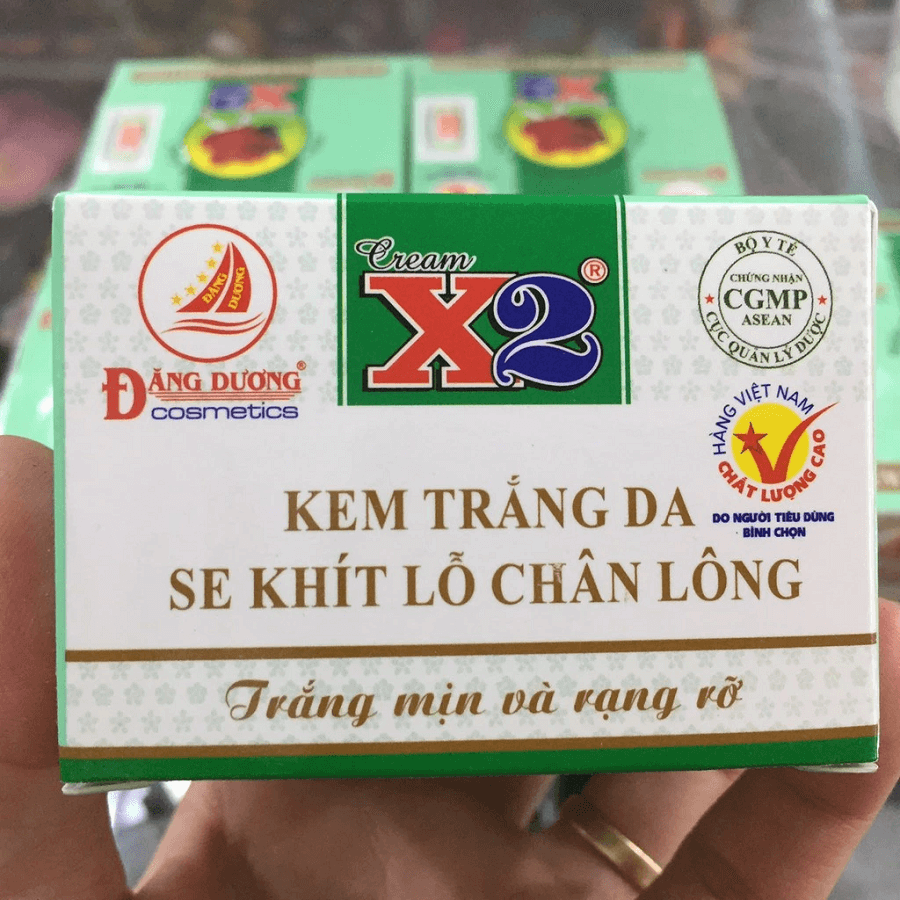 ĐĂNG
DƯƠNG
ĐĂNG DƯƠNG®
cosmetics
Cream
X2®
BỘ Y TẾ
CHỨNG NHẬN
CGMP
ASEAN
CỤC QUẢN LÝ DƯỢC
HÀNG VIỆT NAM
CHẤT LƯỢNG CAO
DO NGƯỜI TIÊU DÙNG
BÌNH CHỌN
KEM TRẮNG DA
SE KHÍT LỖ CHÂN LÔNG
Trắng mịn và rạng rỡ